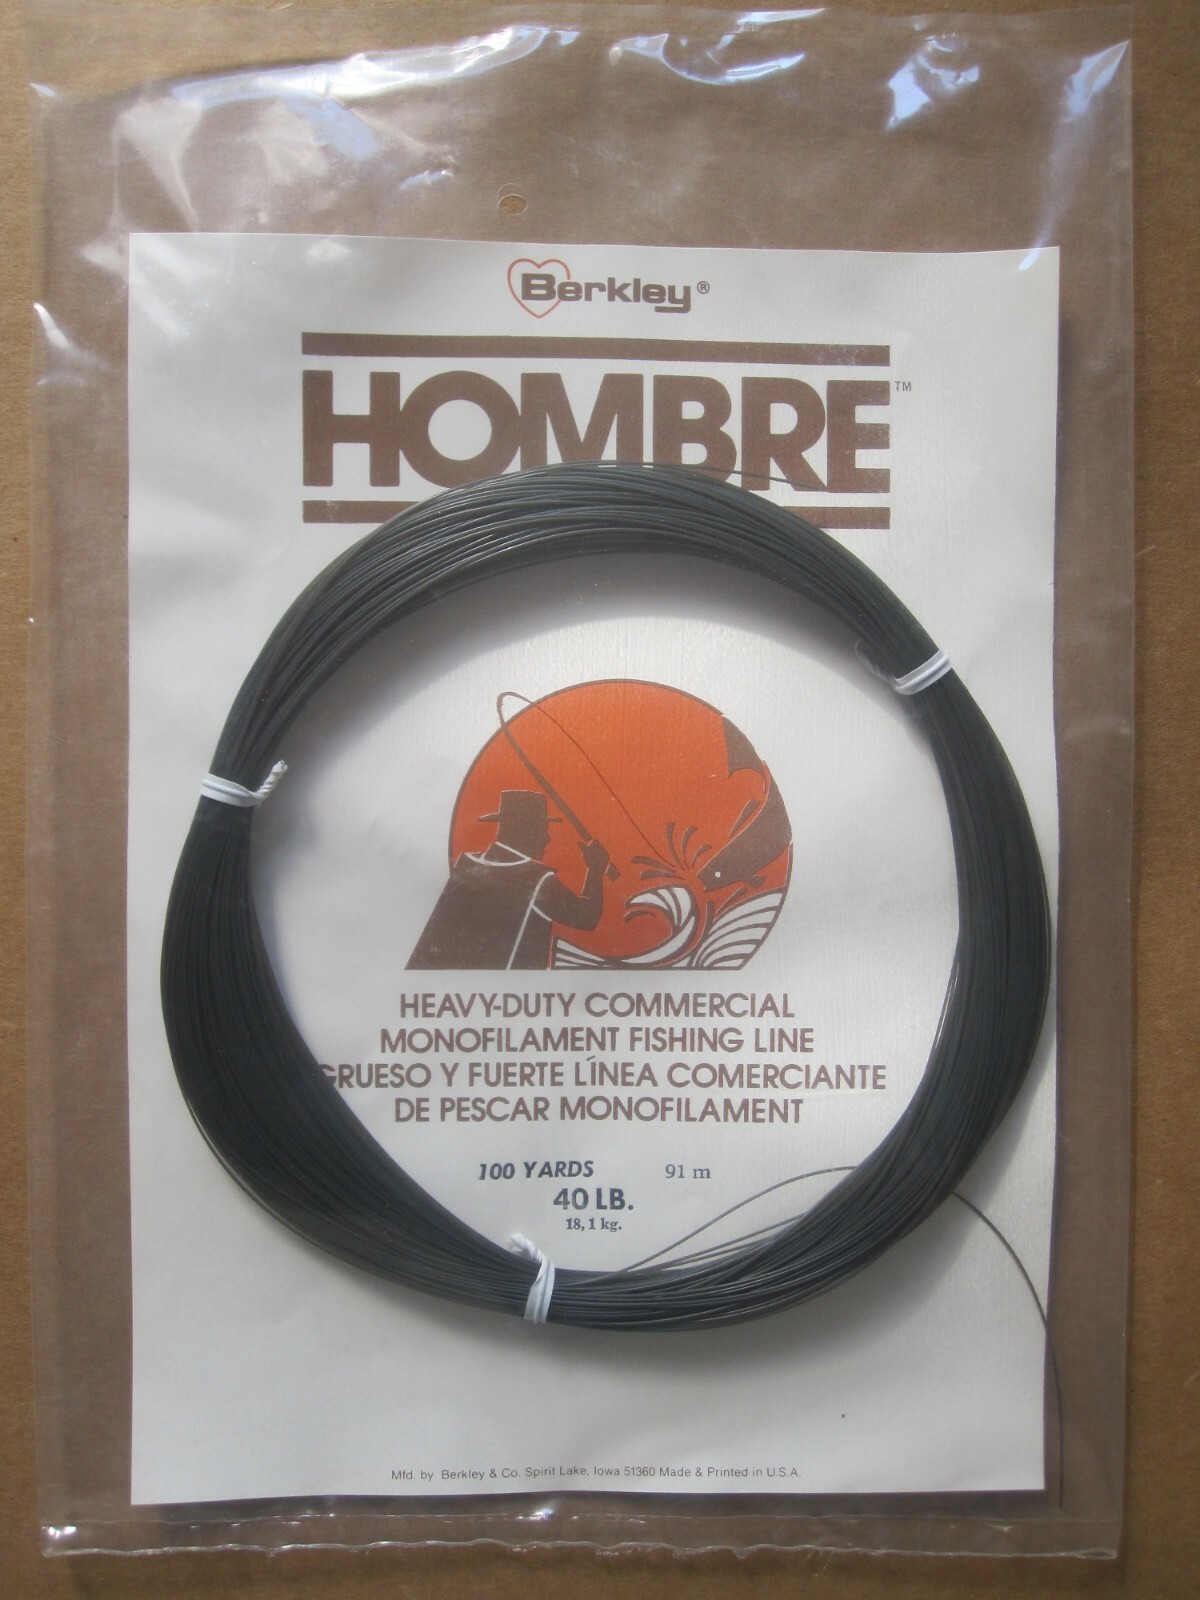 Berkley®
HOMBRE™
HEAVY-DUTY COMMERCIAL
MONOFILAMENT FISHING LINE
GRUESO Y FUERTE LÍNEA COMERCIANTE
DE PESCAR MONOFILAMENT
100 YARDS 91 m
40 LB.
18,1 kg.
Mfd. by Berkley & Co. Spirit Lake, Iowa 51360 Made & Printed in U.S.A.